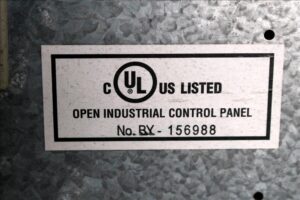 C UL US LISTED
OPEN INDUSTRIAL CONTROL PANEL
No. BY - 156988